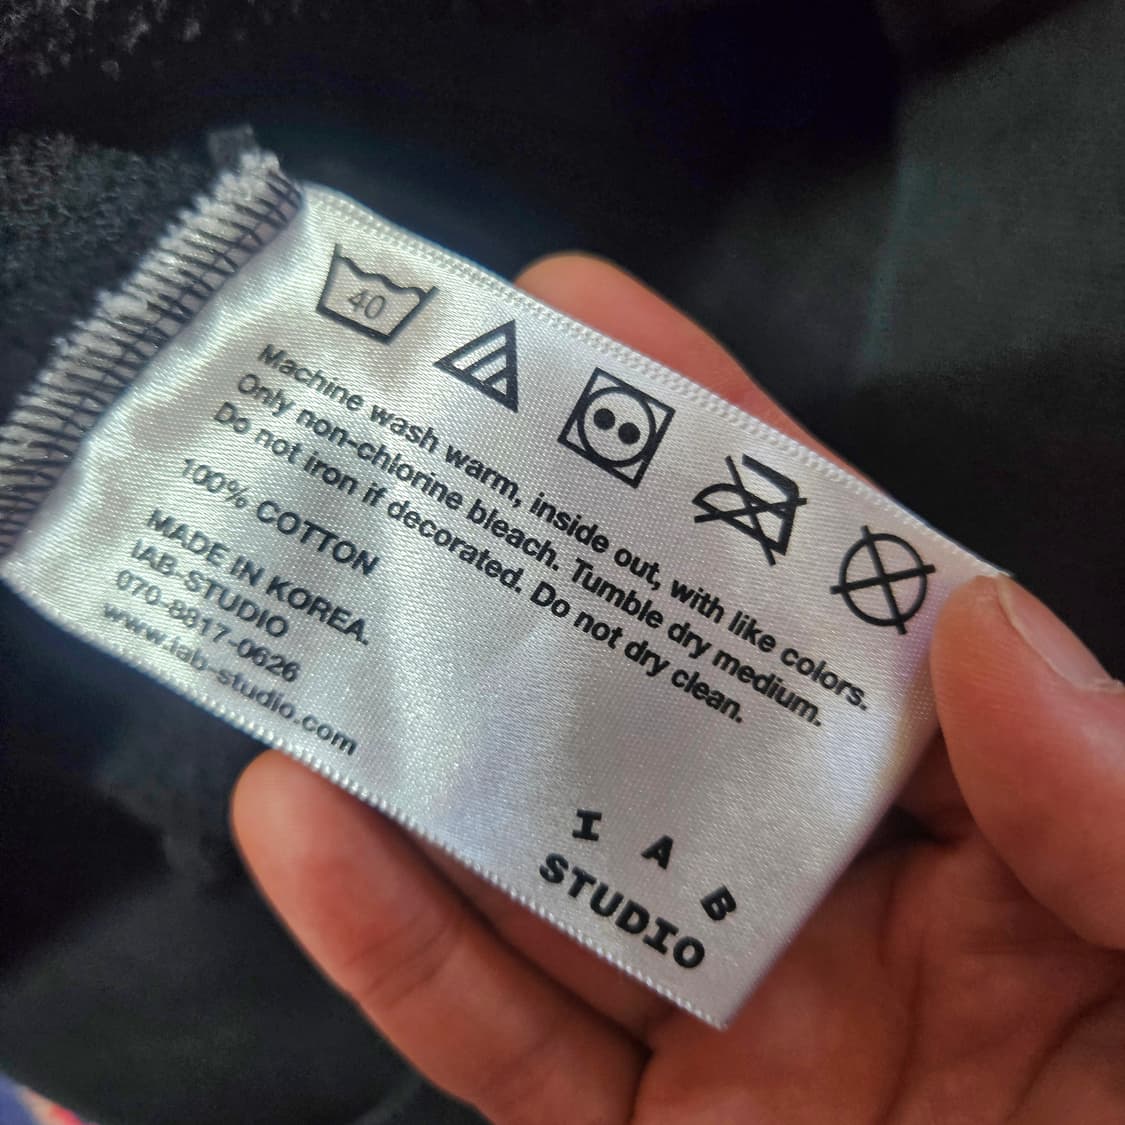 40
Machine wash warm, inside out, with like colors.
Only non-chlorine bleach. Tumble dry medium.
Do not iron if decorated. Do not dry clean.
100% COTTON
MADE IN KOREA.
IAB-STUDIO
070-8817-0626
www.iab-studio.com
I A B
STUDIO